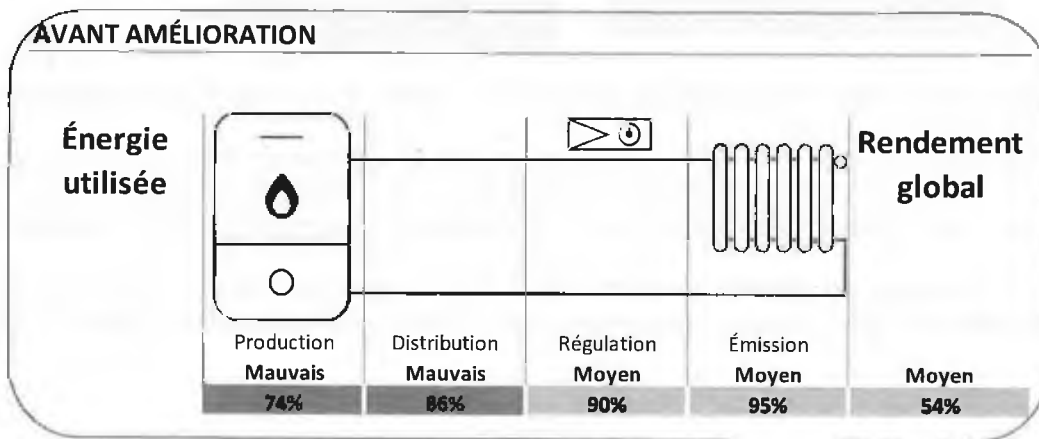 AVANT AMÉLIORATION
Énergie
utilisée
Rendement
global
Production
Mauvais
74%
Distribution
Mauvais
86%
Régulation
Moyen
90%
Émission
Moyen
95%
Moyen
54%